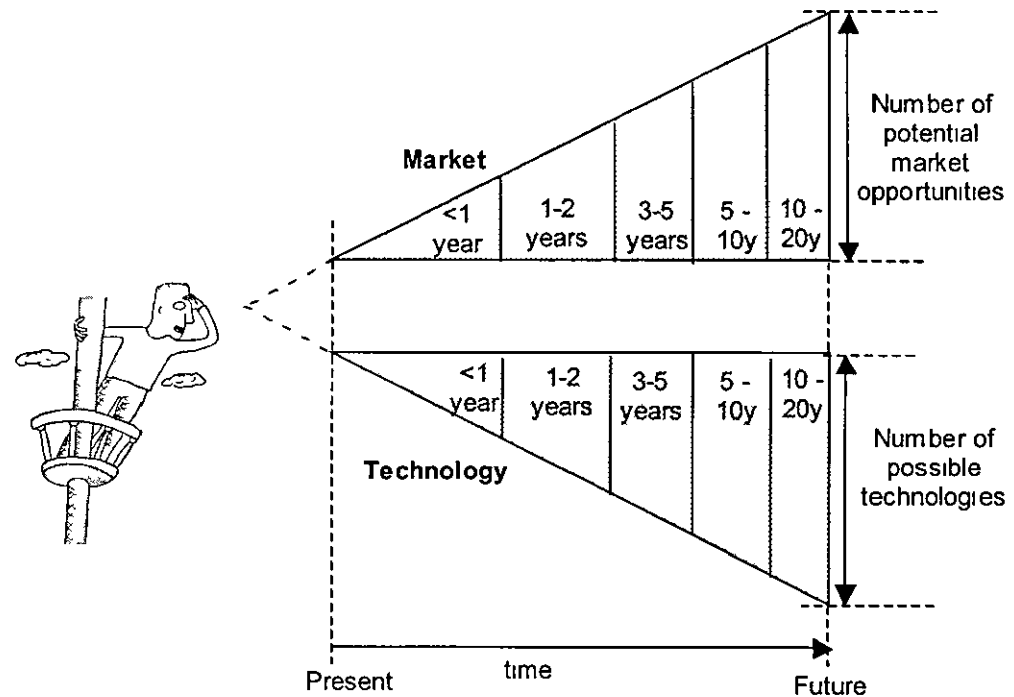 Market
<1
year
1-2
years
3-5
years
5 -
10y
10 -
20y
Number of
potential
market
opportunities
<1
year
1-2
years
3-5
years
5 -
10y
10 -
20y
Technology
Number of
possible
technologies
Present
time
Future